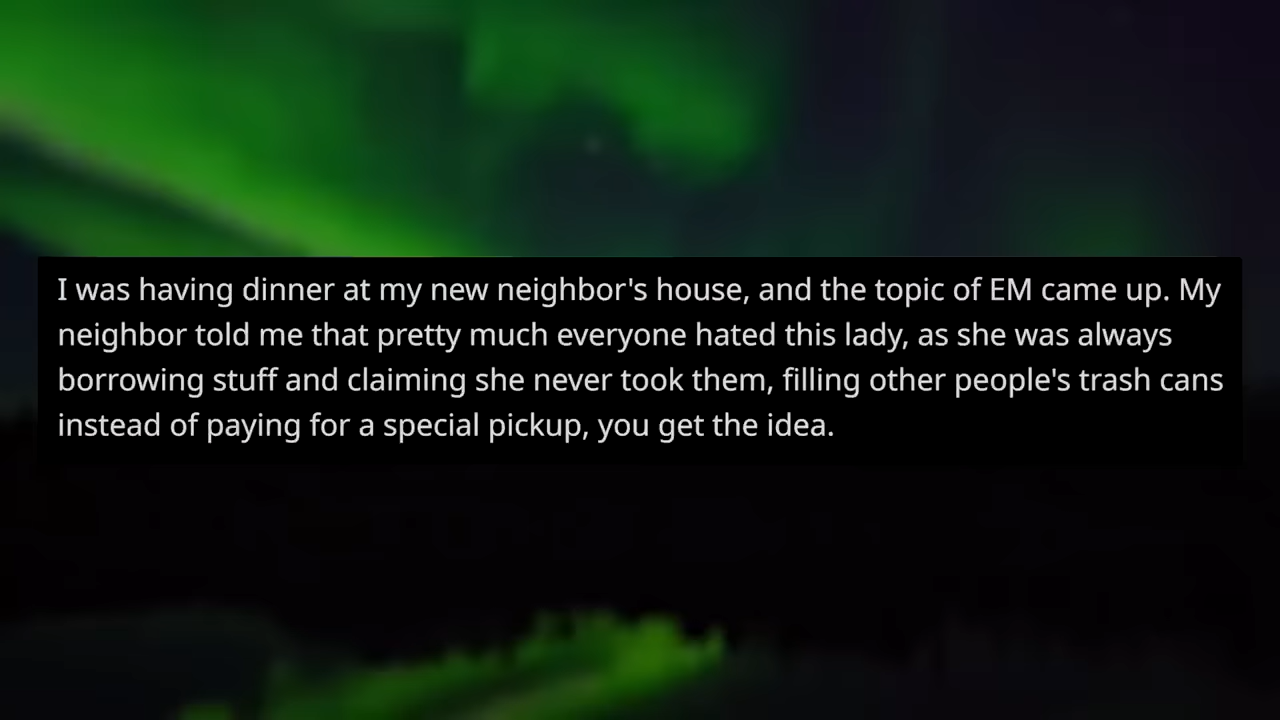 I was having dinner at my new neighbor's house, and the topic of EM came up. My
neighbor told me that pretty much everyone hated this lady, as she was always
borrowing stuff and claiming she never took them, filling other people's trash cans
instead of paying for a special pickup, you get the idea.